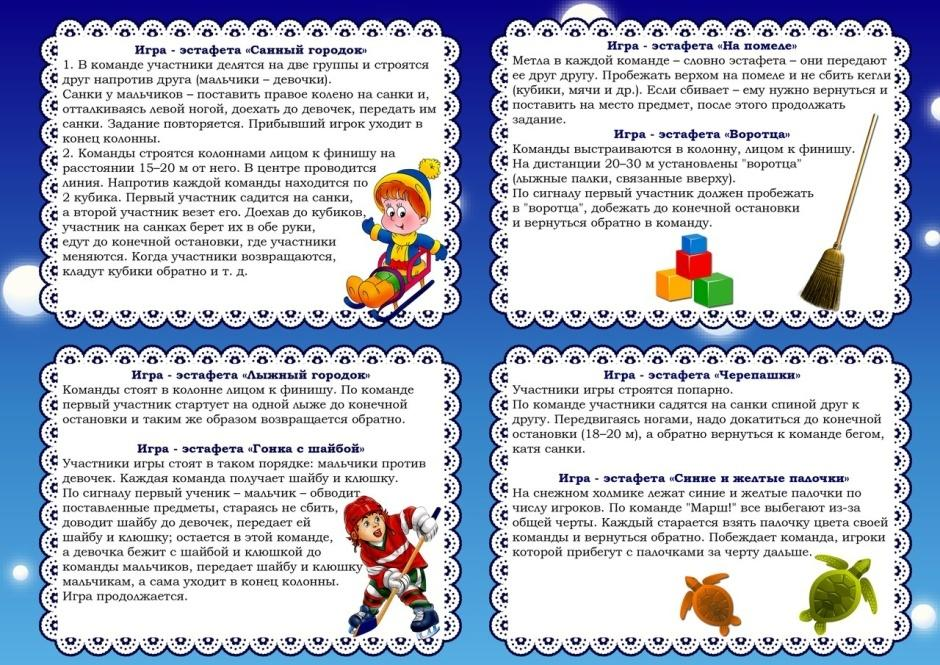 Игра - эстафета «Санный городок»
1. В команде участники делятся на две группы и строятся
друг напротив друга (мальчики – девочки).
Санки у мальчиков – поставить правое колено на санки и,
отталкиваясь левой ногой, доехать до девочек, передать им
санки. Задание повторяется. Прибывший игрок уходит в
конец колонны.
2. Команды строятся колоннами лицом к финишу на
расстоянии 15–20 м от него. В центре проводится
линия. Напротив каждой команды находится по
2 кубика. Первый участник садится на санки,
а второй участник везет его. Доехав до кубиков,
участник на санках берет их в обе руки,
едут до конечной остановки, где участники
меняются. Когда участники возвращаются,
кладут кубики обратно и т. д.
Игра - эстафета «На помеле»
Метла в каждой команде – словно эстафета – они передают
ее друг другу. Пробежать верхом на помеле и не сбить кегли
(кубики, мячи и др.). Если сбивает – ему нужно вернуться и
поставить на место предмет, после этого продолжать
задание.
Игра - эстафета «Воротца»
Команды выстраиваются в колонну, лицом к финишу.
На дистанции 20–30 м установлены "воротца"
(лыжные палки, связанные вверху).
По сигналу первый участник должен пробежать
в "воротца", добежать до конечной остановки
и вернуться обратно в команду.
Игра - эстафета «Лыжный городок»
Команды стоят в колонне лицом к финишу. По команде
первый участник стартует на одной лыже до конечной
остановки и таким же образом возвращается обратно.
Игра - эстафета «Гонка с шайбой»
Участники игры стоят в таком порядке: мальчики против
девочек. Каждая команда получает шайбу и клюшку.
По сигналу первый ученик – мальчик – обводит
поставленные предметы, стараясь не сбить,
доводит шайбу до девочек, передает ей
шайбу и клюшку; остается в этой команде,
а девочка бежит с шайбой и клюшкой до
команды мальчиков, передает шайбу и клюшку
мальчикам, а сама уходит в конец колонны.
Игра продолжается.
Игра - эстафета «Черепашки»
Участники игры строятся попарно.
По команде участники садятся на санки спиной друг к
другу. Передвигаясь ногами, надо докатиться до конечной
остановки (18–20 м), а обратно вернуться к команде бегом,
катя санки.
Игра - эстафета «Синие и желтые палочки»
На снежном холмике лежат синие и желтые палочки по
числу игроков. По команде "Марш!" все выбегают из-за
общей черты. Каждый старается взять палочку цвета своей
команды и вернуться обратно. Побеждает команда, игроки
которой прибегут с палочками за черту дальше.